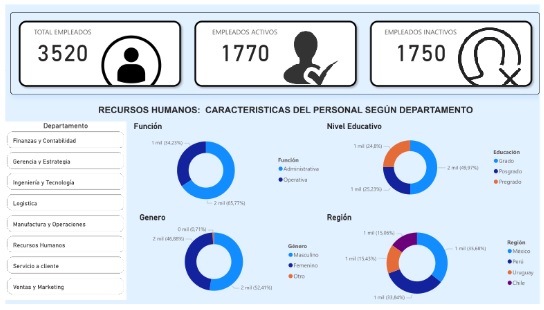 TOTAL EMPLEADOS
3520
EMPLEADOS ACTIVOS
1770
EMPLEADOS INACTIVOS
1750
RECURSOS HUMANOS: CARACTERISTICAS DEL PERSONAL SEGÚN DEPARTAMENTO
Departamento
Finanzas y Contabilidad
Gerencia y Estrategia
Ingeniería y Tecnología
Logística
Manufactura y Operaciones
Recursos Humanos
Servicio a cliente
Ventas y Marketing
Función
1 mil (34,23%)
2 mil (65,77%)
Función
Administrativa
Operativa
Nivel Educativo
1 mil (24,8%)
2 mil (49,97%)
1 mil (25,23%)
Educación
Grado
Posgrado
Pregrado
Genero
0 mil (0,71%)
2 mil (46,88%)
2 mil (52,41%)
Género
Masculino
Femenino
Otro
Región
1 mil (15,06%)
1 mil (35,68%)
1 mil (15,43%)
1 mil (33,84%)
Región
México
Perú
Uruguay
Chile